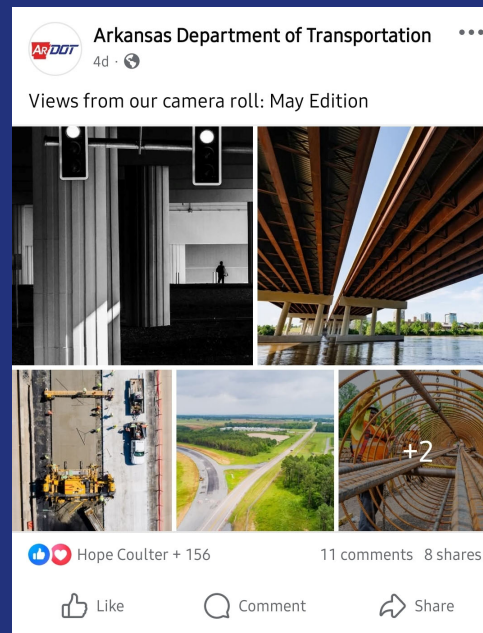 ARDOT
Arkansas Department of Transportation
4d ·
Views from our camera roll: May Edition
+2
Hope Coulter + 156
11 comments 8 shares
Like
Comment
Share